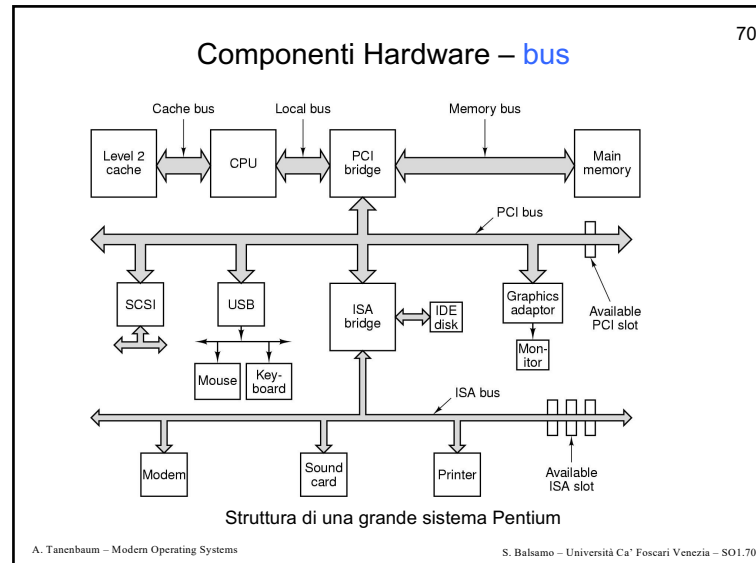 70
Componenti Hardware – bus
Cache bus
Local bus
Memory bus
Level 2
cache
CPU
PCI
bridge
Main
memory
PCI bus
SCSI
USB
ISA
bridge
IDE
disk
Graphics
adaptor
Available
PCI slot
Mon-
itor
Mouse
Key-
board
ISA bus
Modem
Sound
card
Printer
Available
ISA slot
Struttura di una grande sistema Pentium
A. Tanenbaum – Modern Operating Systems
S. Balsamo – Università Ca’ Foscari Venezia – SO1.70